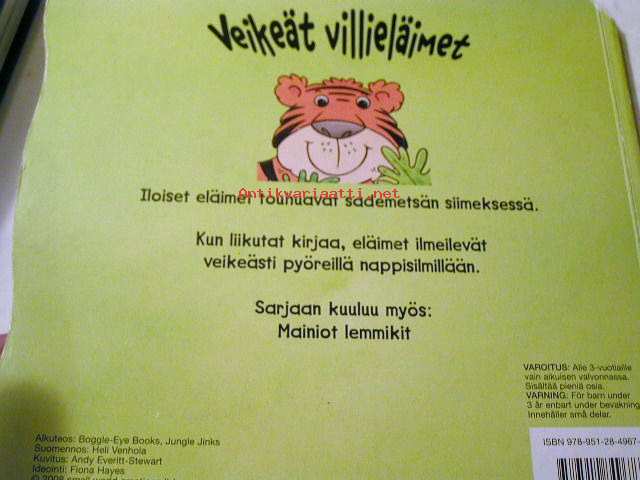 Veikeät villieläimet
Antikvariaatti.net
Iloiset eläimet touhuavat sademetsän siimeksessä.
Kun liikutat kirjaa, eläimet ilmeilevät
veikeästi pyöreillä nappisilmillään.
Sarjaan kuuluu myös:
Mainiot lemmikit
VAROITUS: Alle 3-vuotiaille
vain aikuisen valvonnassa.
Sisältää pieniä osia.
VARNING: För barn under
3 år enbart under bevakning.
Innehåller små delar.
Alkuteos: Boggle-Eye Books, Jungle Jinks
Suomennos: Heli Venhola
Kuvitus: Andy Everitt-Stewart
Ideointi: Fiona Hayes
© 2008 small world
ISBN 978-951-28-4967-